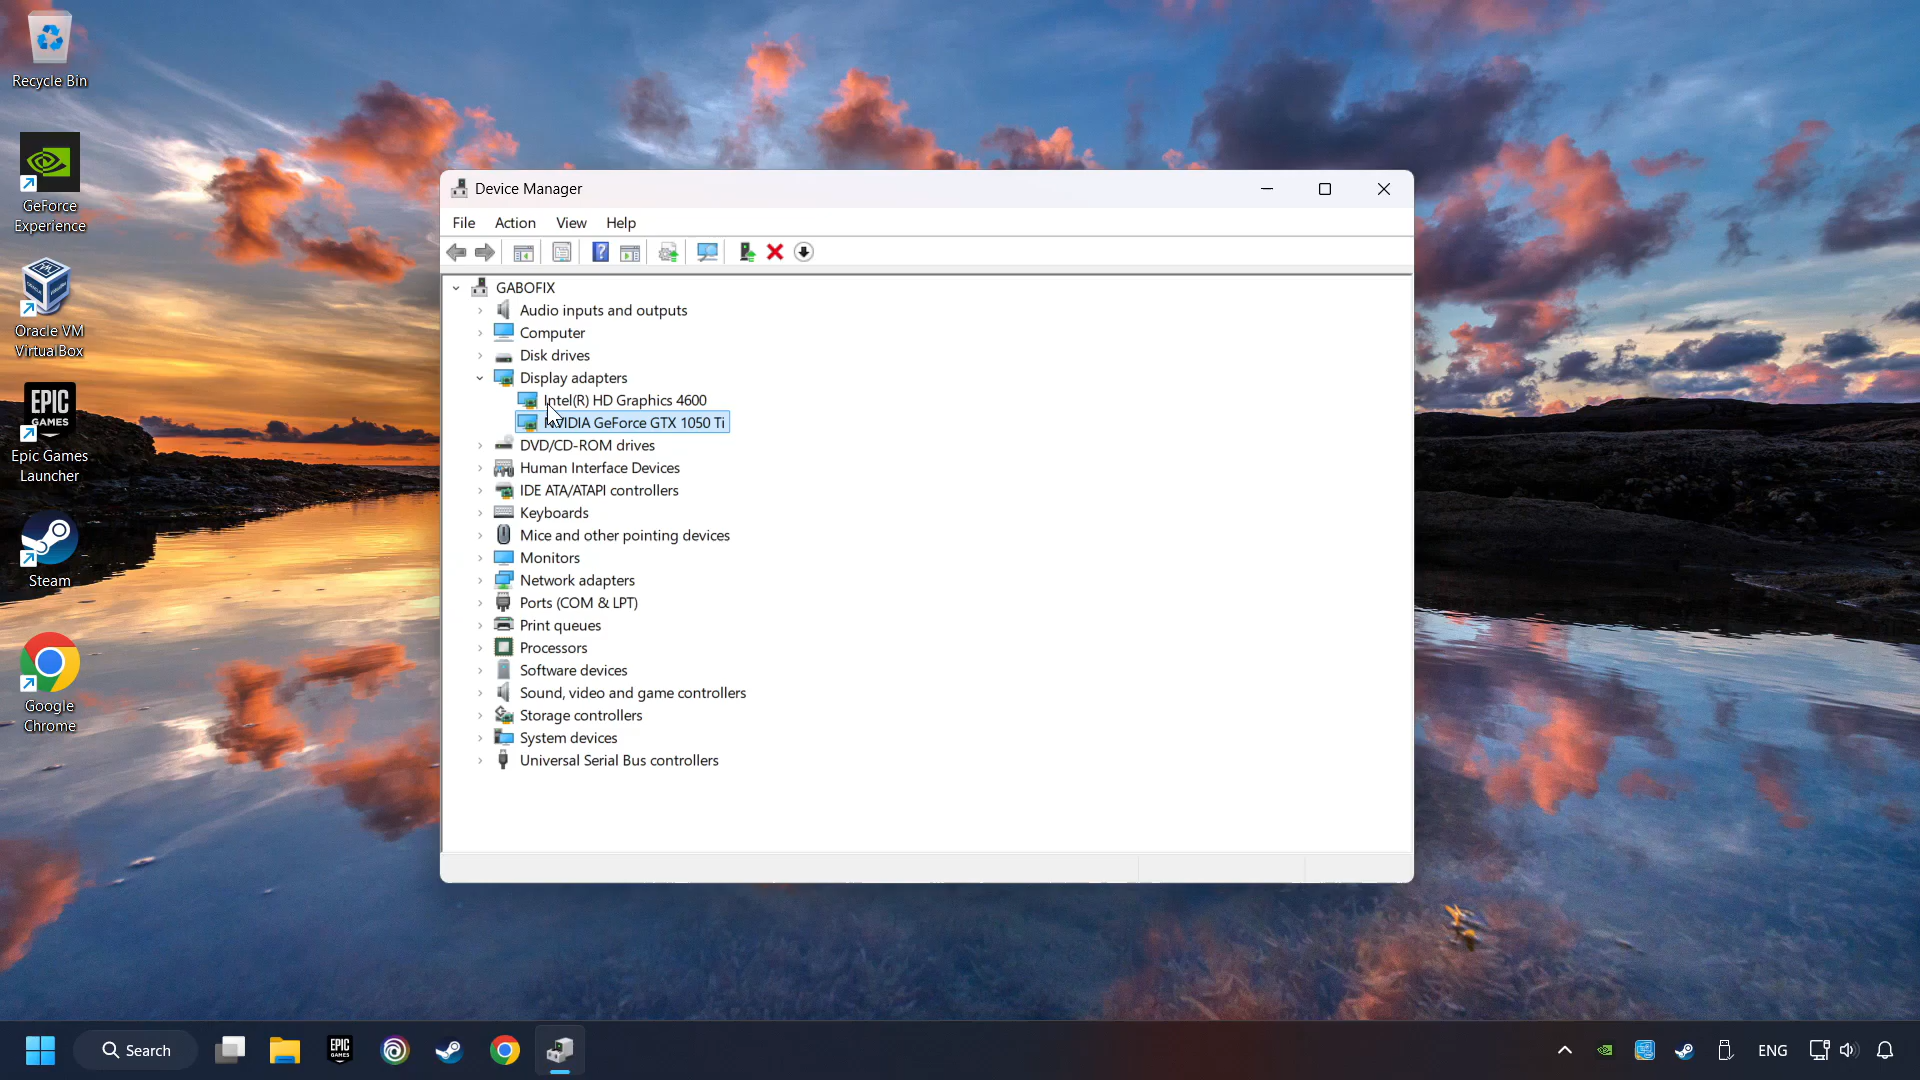 Recycle Bin
GeForce
Experience
Oracle VM
VirtualBox
EPIC
GAMES
Epic Games
Launcher
Steam
Google
Chrome
Device Manager
File Action View Help
GABOFIX
Audio inputs and outputs
Computer
Disk drives
Display adapters
Intel(R) HD Graphics 4600
NVIDIA GeForce GTX 1050 Ti
DVD/CD-ROM drives
Human Interface Devices
IDE ATA/ATAPI controllers
Keyboards
Mice and other pointing devices
Monitors
Network adapters
Ports (COM & LPT)
Print queues
Processors
Software devices
Sound, video and game controllers
Storage controllers
System devices
Universal Serial Bus controllers
Search
EPIC
GAMES
ENG